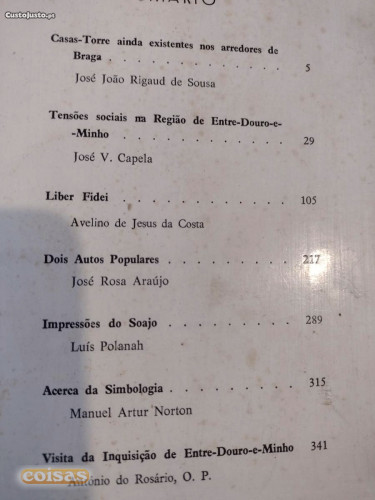 CustoJusto.pt
SUMÁRIO
Casas-Torre ainda existentes nos arredores de
Braga . . . . . . . . . . . . . 5
José João Rigaud de Sousa
Tensões sociais na Região de Entre-Douro-e-
-Minho . . . . . . . . . . . . 29
José V. Capela
Liber Fidei . . . . . . . . . . . . 105
Avelino de Jesus da Costa
Dois Autos Populares . . . . . . . . . 217
José Rosa Araújo
Impressões do Soajo . . . . . . . . . 289
Luís Polanah
Acerca da Simbologia . . . . . . . . . 315
Manuel Artur Norton
Visita da Inquisição de Entre-Douro-e-Minho 341
António do Rosário, O. P.
coisas